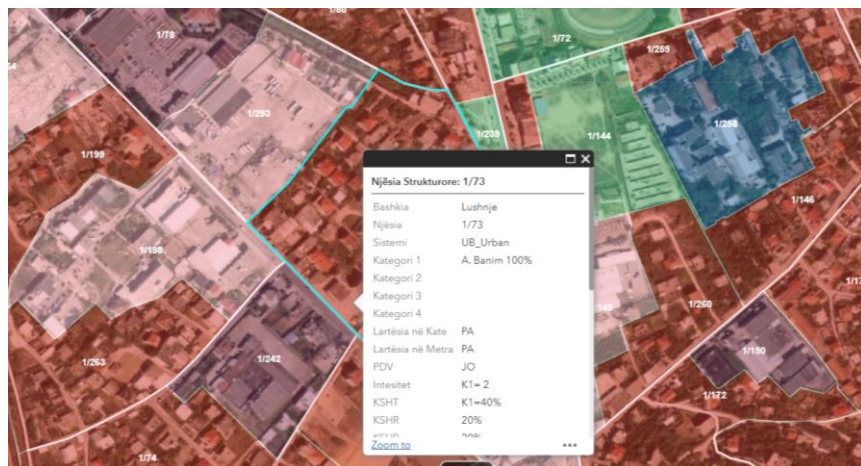 1/80
1/78
1/72
1/259
1/293
1/258
1/239
1/144
1/199
Njësia Strukturore: 1/73
Bashkia Lushnje
Njësia 1/73
Sistemi UB_Urban
Kategori 1 A. Banim 100%
Kategori 2
Kategori 3
Kategori 4
Lartësia në Kate PA
Lartësia në Metra PA
PDV JO
Intesitet K1= 2
KSHT K1=40%
KSHR 20%
Zoom to
1/146
1/198
1/260
1/150
1/242
1/263
1/172
1/74